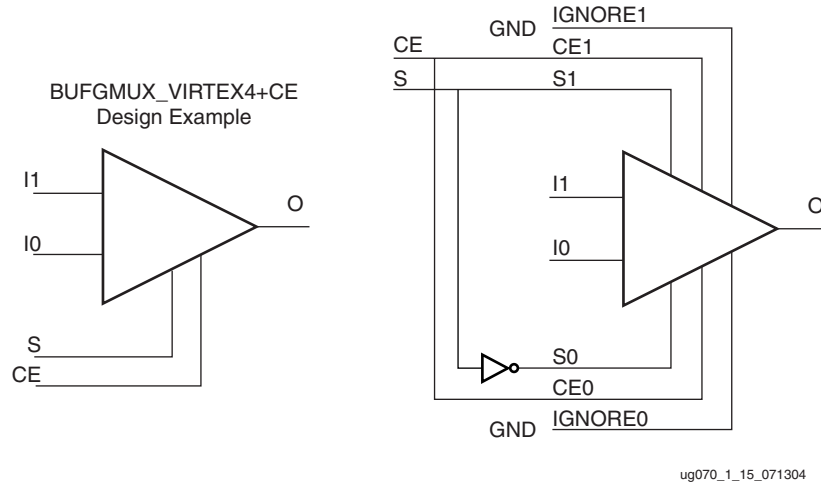 BUFGMUX_VIRTEX4+CE
Design Example
I1
I0
O
S
CE
GND IGNORE1
CE CE1
S S1
I1
I0
O
S0
CE0
GND IGNORE0
ug070_1_15_071304